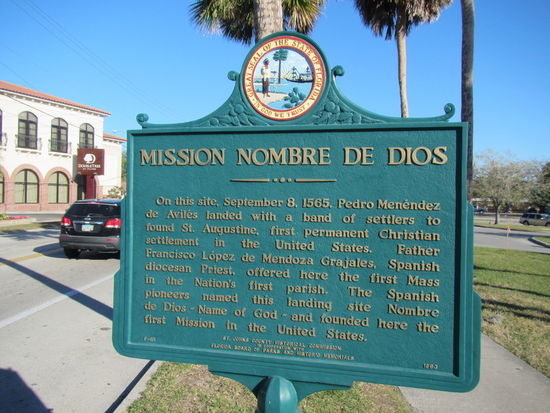 GREAT SEAL OF THE STATE OF FLORIDA
IN GOD WE TRUST
MISSION NOMBRE DE DIOS
On this site, September 8, 1565, Pedro Menéndez
de Avilés landed with a band of settlers to
found St. Augustine, first permanent Christian
settlement in the United States. Father
Francisco López de Mendoza Grajales, Spanish
diocesan Priest, offered here the first Mass
in the Nation's first parish. The Spanish
pioneers named this landing site Nombre
de Dios - Name of God - and founded here the
first Mission in the United States.
ST. JOHNS COUNTY HISTORICAL COMMISSION
IN COOPERATION WITH
FLORIDA BOARD OF PARKS AND HISTORIC MEMORIALS
1963
DOUBLETREE